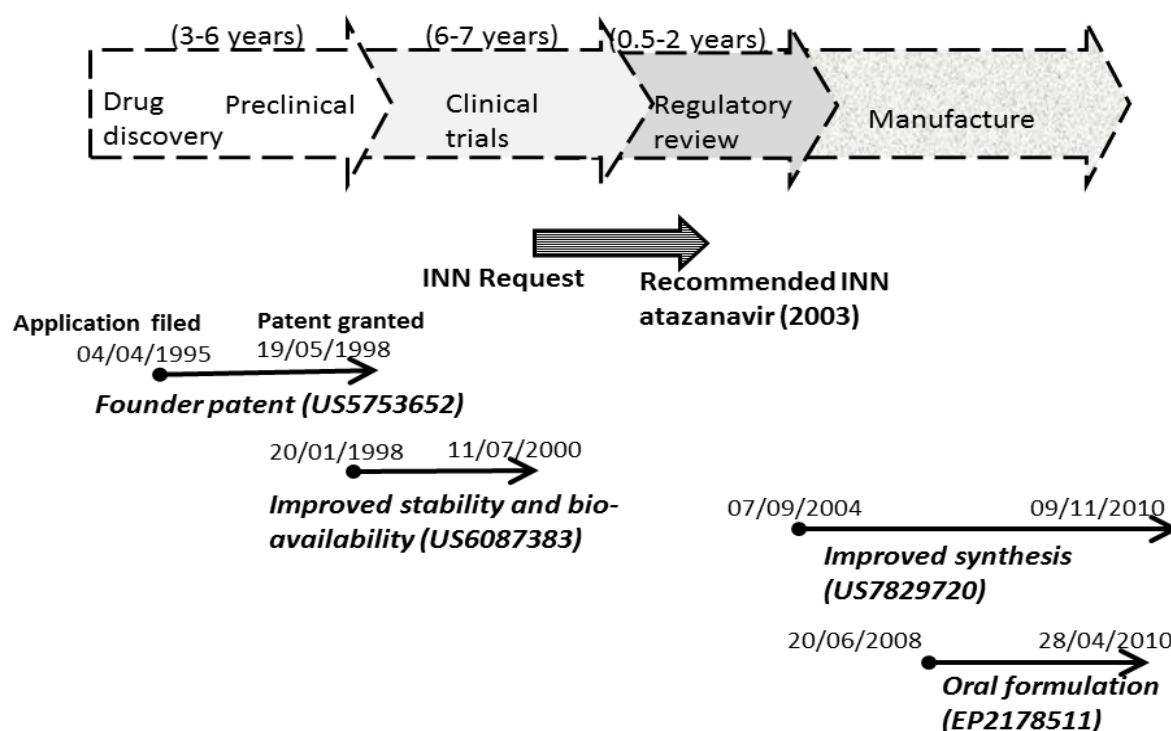 (3-6 years)
(6-7 years)
(0.5-2 years)
Drug discovery
Preclinical
Clinical trials
Regulatory review
Manufacture
INN Request
Recommended INN
atazanavir (2003)
Application filed
04/04/1995
Patent granted
19/05/1998
Founder patent (US5753652)
20/01/1998
11/07/2000
Improved stability and bio-
availability (US6087383)
07/09/2004
09/11/2010
Improved synthesis
(US7829720)
20/06/2008
28/04/2010
Oral formulation
(EP2178511)